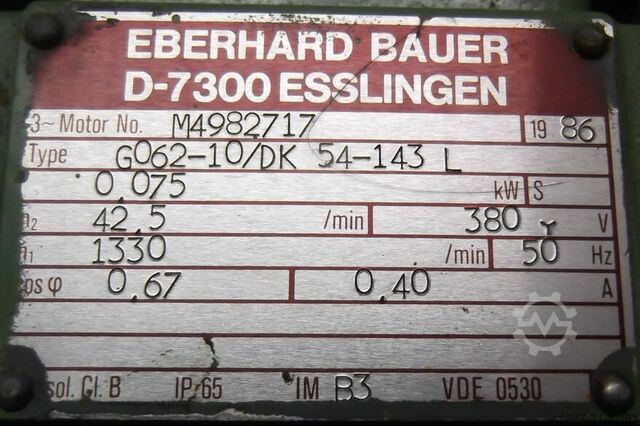 EBERHARD BAUER
D-7300 ESSLINGEN
3~ Motor No. M4982717 19 86
Type G062-10/DK 54-143 L
0,075 kW S
n₂ 42,5 /min 380 Y V
n₁ 1330 /min 50 Hz
cos φ 0,67 0,40 A
Isol. Cl. B IP-65 IM B3 VDE 0530